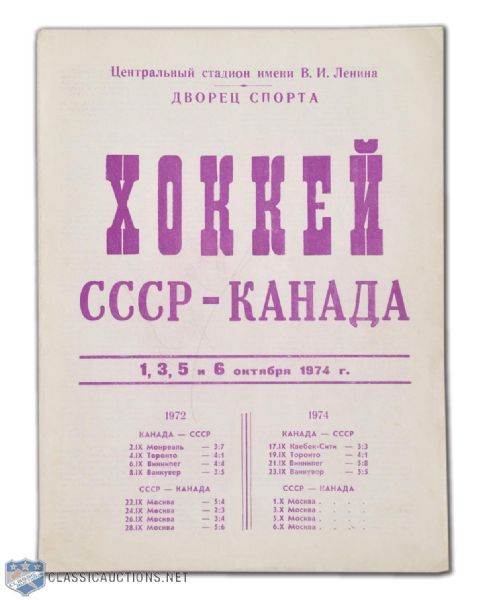 Центральный стадион имени В. И. Ленина
ДВОРЕЦ СПОРТА
ХОККЕЙ
СССР - КАНАДА
1, 3, 5 и 6 октября 1974 г.
1972
КАНАДА — СССР
2.IX Монреаль — 3:7
4.IX Торонто — 4:1
6.IX Виннипег — 4:4
8.IX Ванкувер — 3:5
СССР — КАНАДА
22.IX Москва — 5:4
24.IX Москва — 2:3
26.IX Москва — 3:4
28.IX Москва — 5:6
1974
КАНАДА — СССР
17.IX Квебек-Сити — 3:3
19.IX Торонто — 4:1
21.IX Виннипег — 5:8
23.IX Ванкувер — 5:5
СССР — КАНАДА
1.X Москва . . . .
3.X Москва . . . .
5.X Москва . . . .
6.X Москва . . . .
CLASSICAUCTIONS.NET